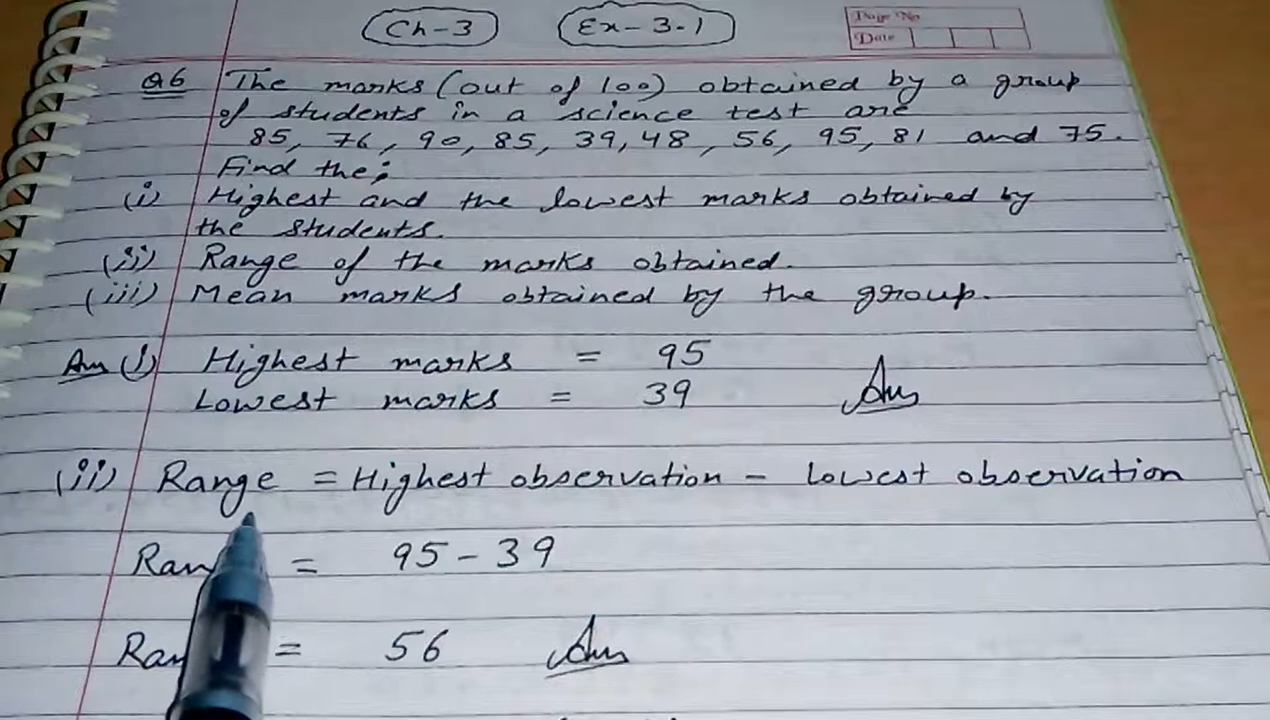 Ch-3 Ex-3.1
Page No.
Date
Q6 The marks (out of 100) obtained by a group
of students in a science test are
85, 76, 90, 85, 39, 48, 56, 95, 81 and 75.
Find the:
(i) Highest and the lowest marks obtained by
the students.
(ii) Range of the marks obtained.
(iii) Mean marks obtained by the group.
Ans (i) Highest marks = 95
Lowest marks = 39 Ans
(ii) Range = Highest observation - Lowest observation
Ran = 95 - 39
Ran = 56 Ans